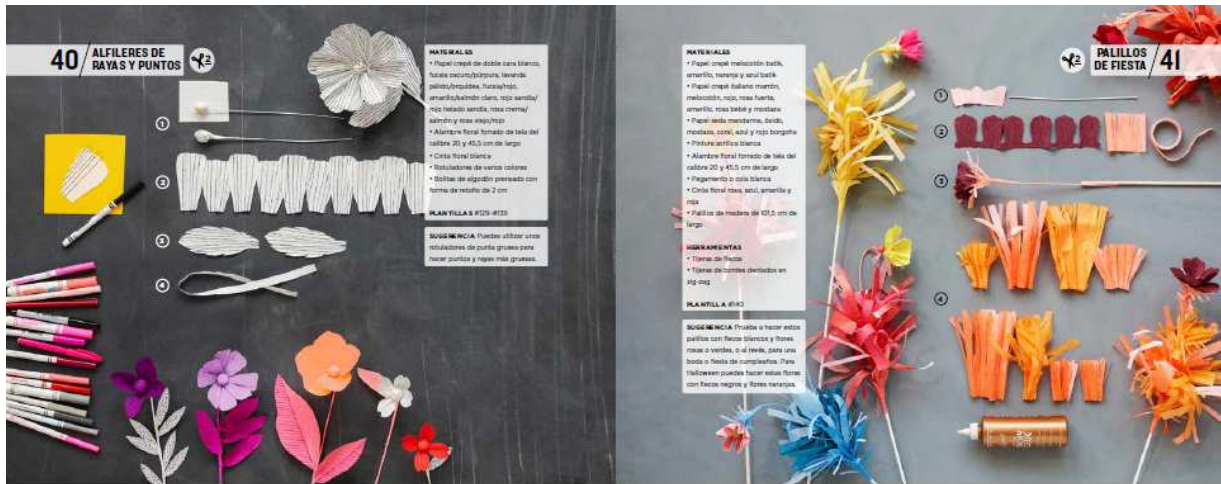 40 ALFILERES DE
RAYAS Y PUNTOS
2
MATERIALES
• Papel crepé de doble cara blanco,
fucsia oscuro/púrpura, lavanda
pálido/orquídea, fucsia/rojo,
amarillo/salmón claro, rojo sandía/
rojo helado sandía, rosa crema/
salmón y rosa viejo/rojo
• Alambre floral forrado de tela del
calibre 20 y 45,5 cm de largo
• Cinta floral blanca
• Rotuladores de varios colores
• Bolitas de algodón prensado con
forma de retoño de 2 cm
PLANTILLAS #129-#139
SUGERENCIA Puedes utilizar unos
rotuladores de punta gruesa para
hacer puntos y rayas más gruesas.
1
2
3
4
MATERIALES
• Papel crepé melocotón batik,
amarillo, naranja y azul batik
• Papel crepé italiano marrón,
melocotón, rojo, rosa fuerte,
amarillo, rosa bebé y mostaza
• Papel seda mandarina, óxido,
mostaza, coral, azul y rojo borgoña
• Pintura acrílica blanca
• Alambre floral forrado de tela del
calibre 20 y 45,5 cm de largo
• Pegamento o cola blanca
• Cinta floral rosa, azul, amarilla y
roja
• Palillos de madera de 101,5 cm de
largo
HERRAMIENTAS
• Tijeras de flecos
• Tijeras de bordes dentados en
zig-zag
PLANTILLA #140
SUGERENCIA Prueba a hacer estos
palillos con flecos blancos y flores
rosas o verdes, o al revés, para una
boda o fiesta de cumpleaños. Para
Halloween puedes hacer estas flores
con flecos negros y flores naranjas.
2
PALILLOS
DE FIESTA 41
1
2
3
4